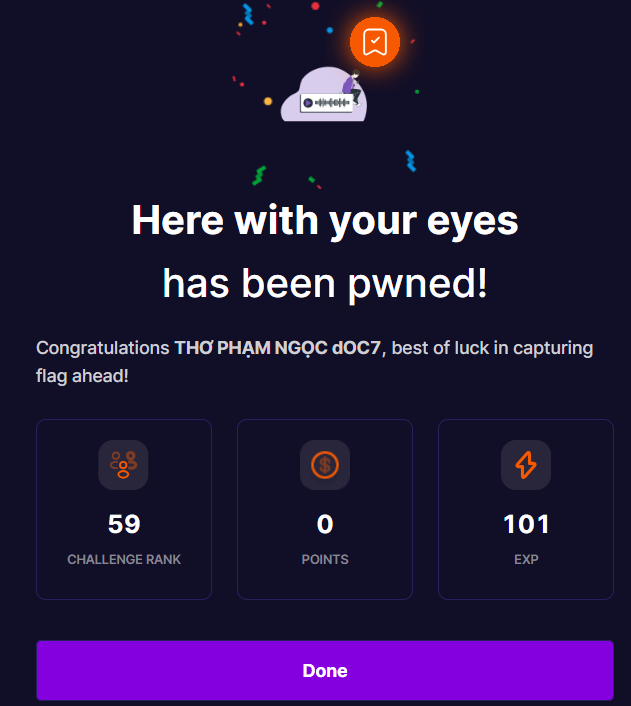 Here with your eyes
has been pwned!
Congratulations THƠ PHẠM NGỌC dOC7, best of luck in capturing
flag ahead!
59
0
101
CHALLENGE RANK
POINTS
EXP
Done